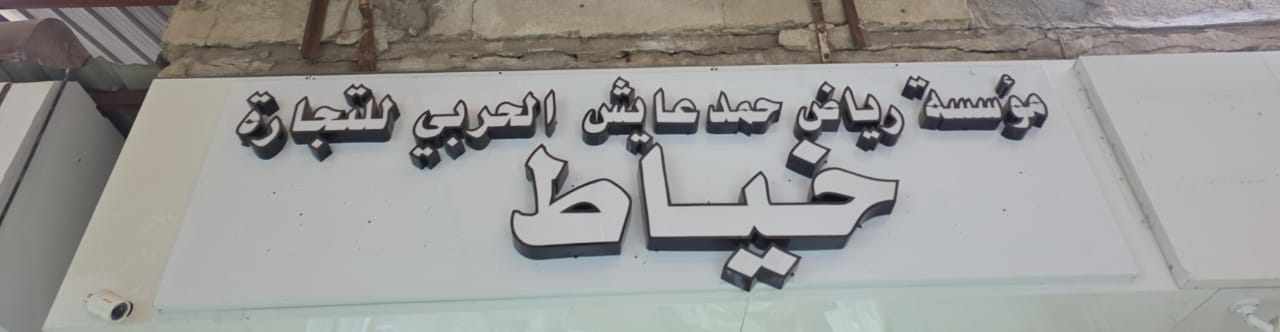 مؤسسة رياض حمد عايش الحربي للتجارة
خياط